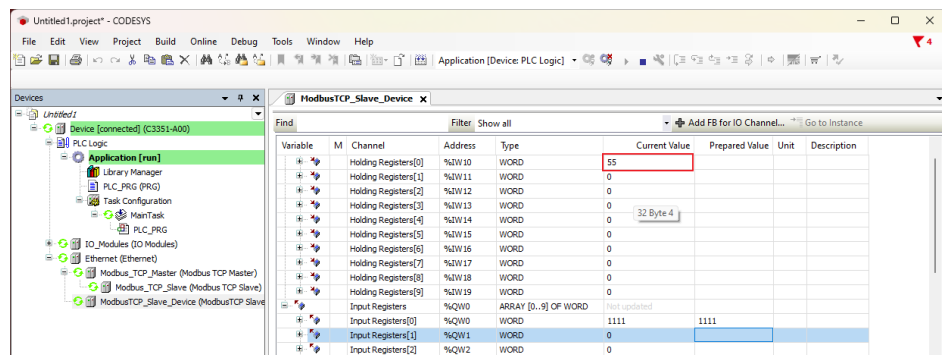 Untitled1.project* - CODESYS
File Edit View Project Build Online Debug Tools Window Help
4
Application [Device: PLC Logic]
Devices
ModbusTCP_Slave_Device
Untitled1
Device [connected] (C3351-A00)
PLC Logic
Application [run]
Library Manager
PLC_PRG (PRG)
Task Configuration
MainTask
PLC_PRG
IO_Modules (IO Modules)
Ethernet (Ethernet)
Modbus_TCP_Master (Modbus TCP Master)
Modbus_TCP_Slave (Modbus TCP Slave)
ModbusTCP_Slave_Device (ModbusTCP Slave
Find Filter Show all Add FB for IO Channel... Go to Instance
Variable M Channel Address Type Current Value Prepared Value Unit Description
Holding Registers[0] %IW10 WORD 55
Holding Registers[1] %IW11 WORD 0
Holding Registers[2] %IW12 WORD 0
Holding Registers[3] %IW13 WORD 0
Holding Registers[4] %IW14 WORD 0
32 Byte 4
Holding Registers[5] %IW15 WORD 0
Holding Registers[6] %IW16 WORD 0
Holding Registers[7] %IW17 WORD 0
Holding Registers[8] %IW18 WORD 0
Holding Registers[9] %IW19 WORD 0
Input Registers %QW0 ARRAY [0..9] OF WORD Not updated
Input Registers[0] %QW0 WORD 1111 1111
Input Registers[1] %QW1 WORD 0
Input Registers[2] %QW2 WORD 0